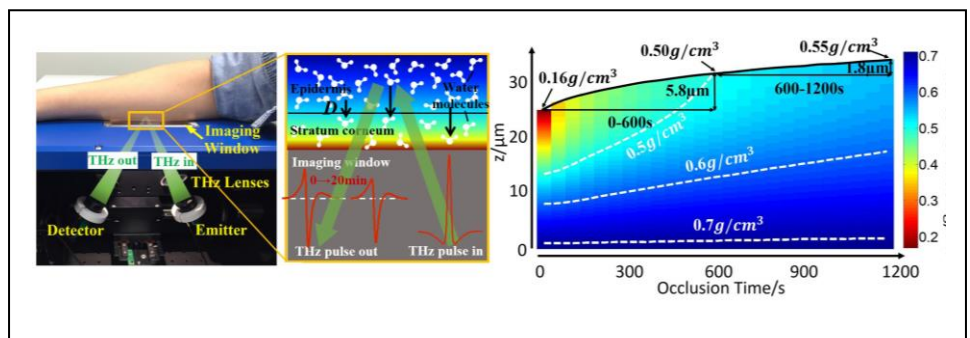 THz out
THz in
Imaging
Window
THz Lenses
Detector
Emitter
Epidermis
D
Water
molecules
Stratum corneum
Imaging window
0→20min
THz pulse out
THz pulse in
z/μm
30
20
10
0
0.16g/cm³
0.50g/cm³
0.55g/cm³
5.8μm
1.8μm
0-600s
600-1200s
0.5g/cm³
0.6g/cm³
0.7g/cm³
0
300
600
900
1200
Occlusion Time/s
0.7
0.6
0.5
0.4
0.3
0.2